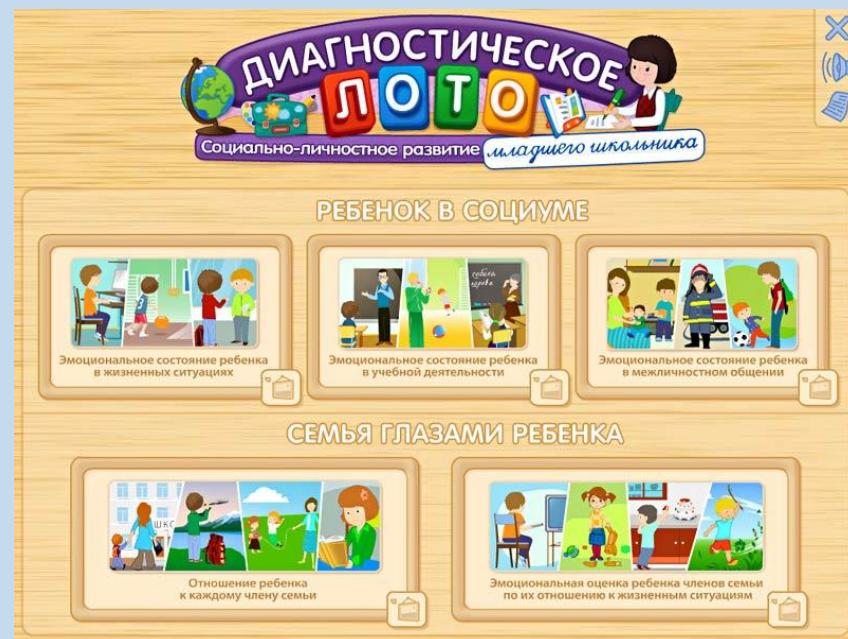 ДИАГНОСТИЧЕСКОЕ
ЛОТО
Социально-личностное развитие младшего школьника
РЕБЕНОК В СОЦИУМЕ
Эмоциональное состояние ребенка
в жизненных ситуациях
Эмоциональное состояние ребенка
в учебной деятельности
Эмоциональное состояние ребенка
в межличностном общении
СЕМЬЯ ГЛАЗАМИ РЕБЕНКА
ШКО
Отношение ребенка
к каждому члену семьи
Эмоциональная оценка ребенка членов семьи
по их отношению к жизненным ситуациям